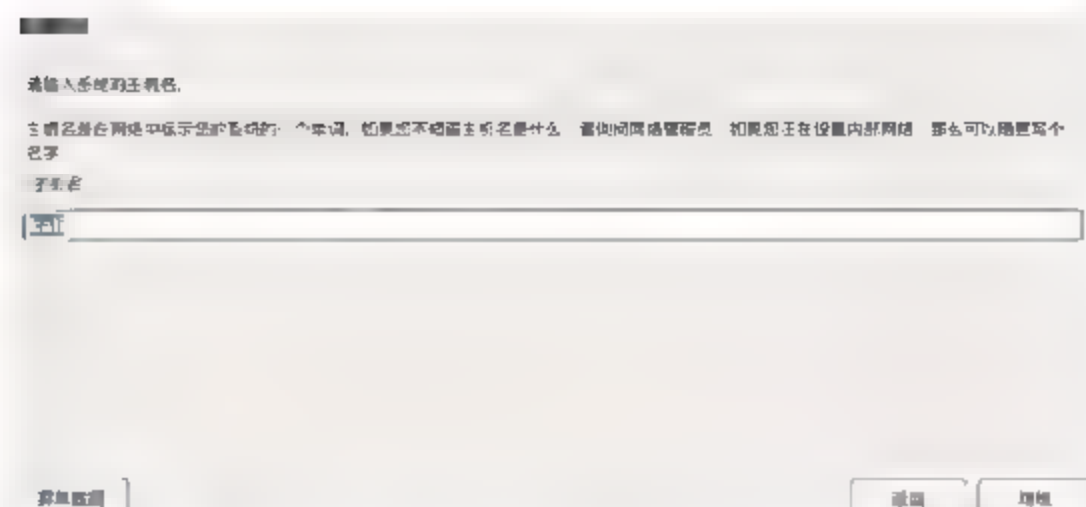 请输入系统的主机名。
主机名是在网络中标示您的系统的一个单词。如果您不知道主机名是什么，请询问网络管理员。如果您正在设置内部网络，那么可以随意写个
名字。
主机名：
屏幕截图 返回 继续